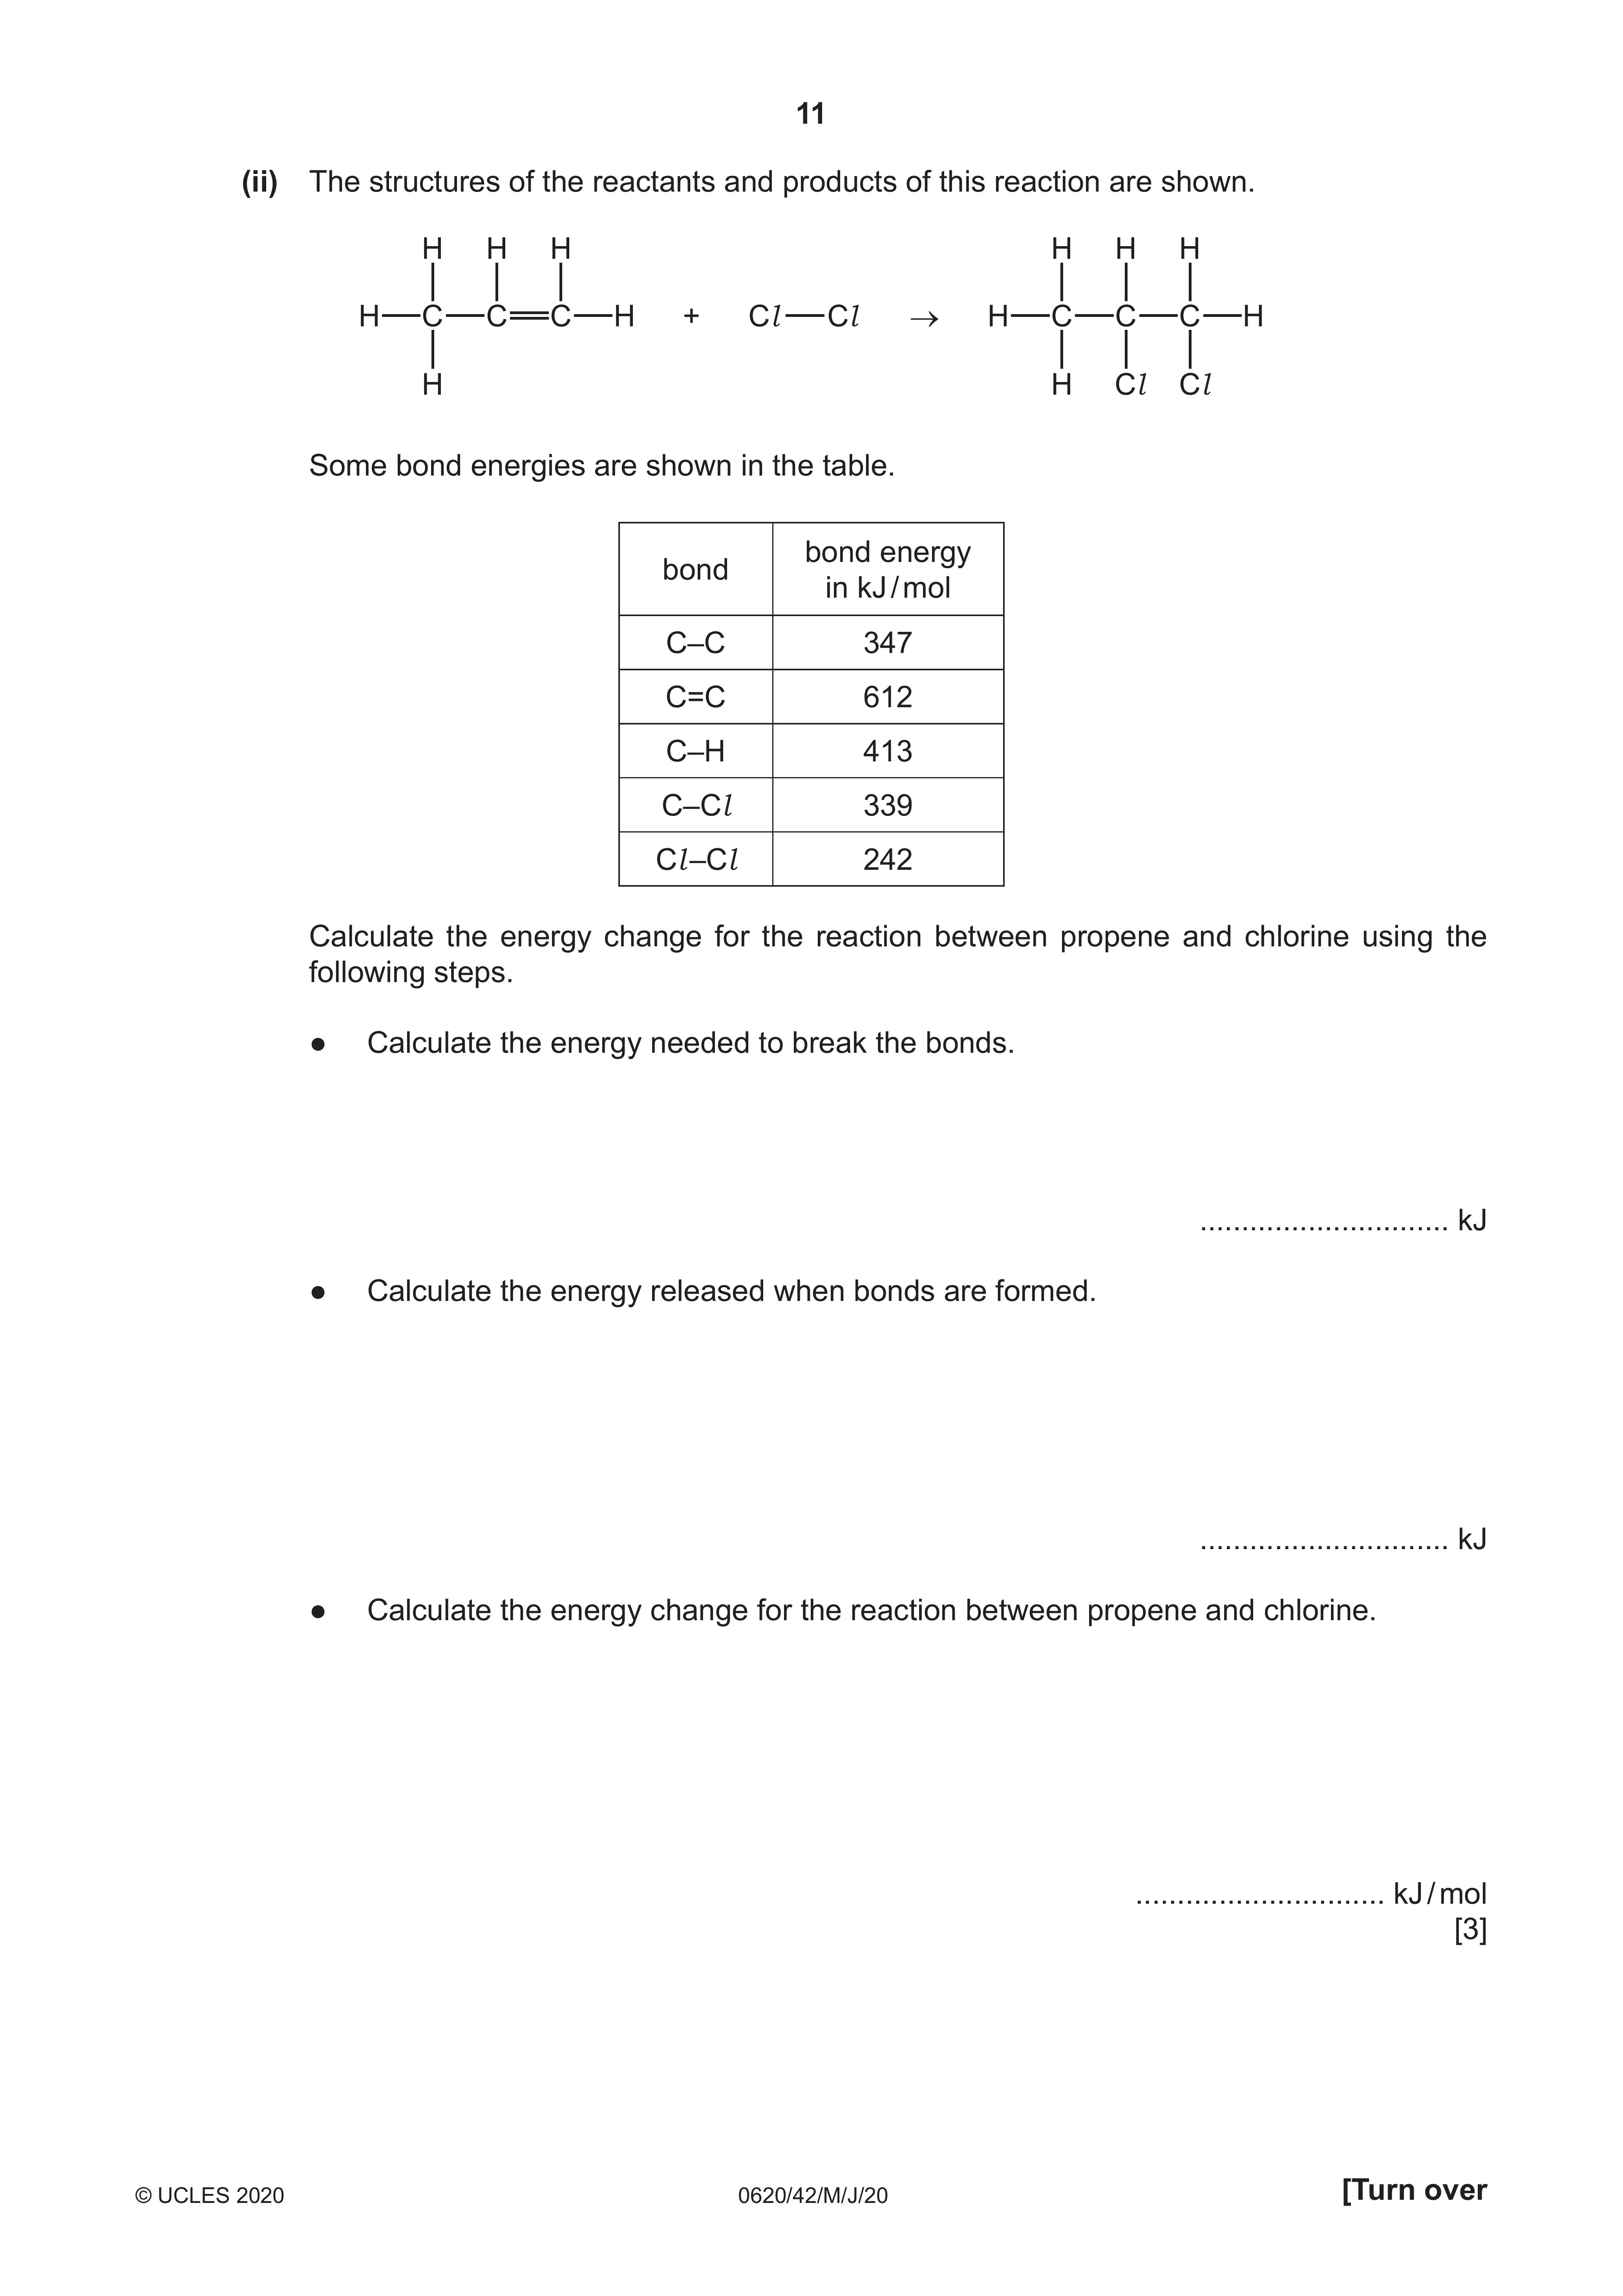 11
(ii) The structures of the reactants and products of this reaction are shown.
H H H H H H
H C C C H + Cl Cl → H C C C H
H H Cl Cl
Some bond energies are shown in the table.
bond bond energy
in kJ/mol
C–C 347
C=C 612
C–H 413
C–Cl 339
Cl–Cl 242
Calculate the energy change for the reaction between propene and chlorine using the
following steps.
● Calculate the energy needed to break the bonds.
.............................. kJ
● Calculate the energy released when bonds are formed.
.............................. kJ
● Calculate the energy change for the reaction between propene and chlorine.
.............................. kJ/mol
[3]
© UCLES 2020 0620/42/M/J/20 [Turn over